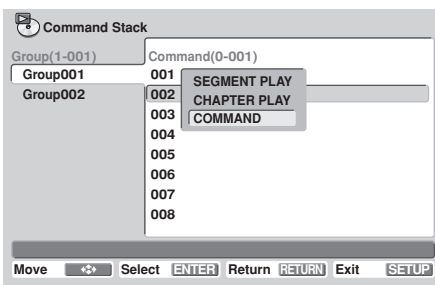 Command Stack
Group(1-001)
Command(0-001)
Group001
Group002
001
002
003
004
005
006
007
008
SEGMENT PLAY
CHAPTER PLAY
COMMAND
Move Select ENTER Return RETURN Exit SETUP